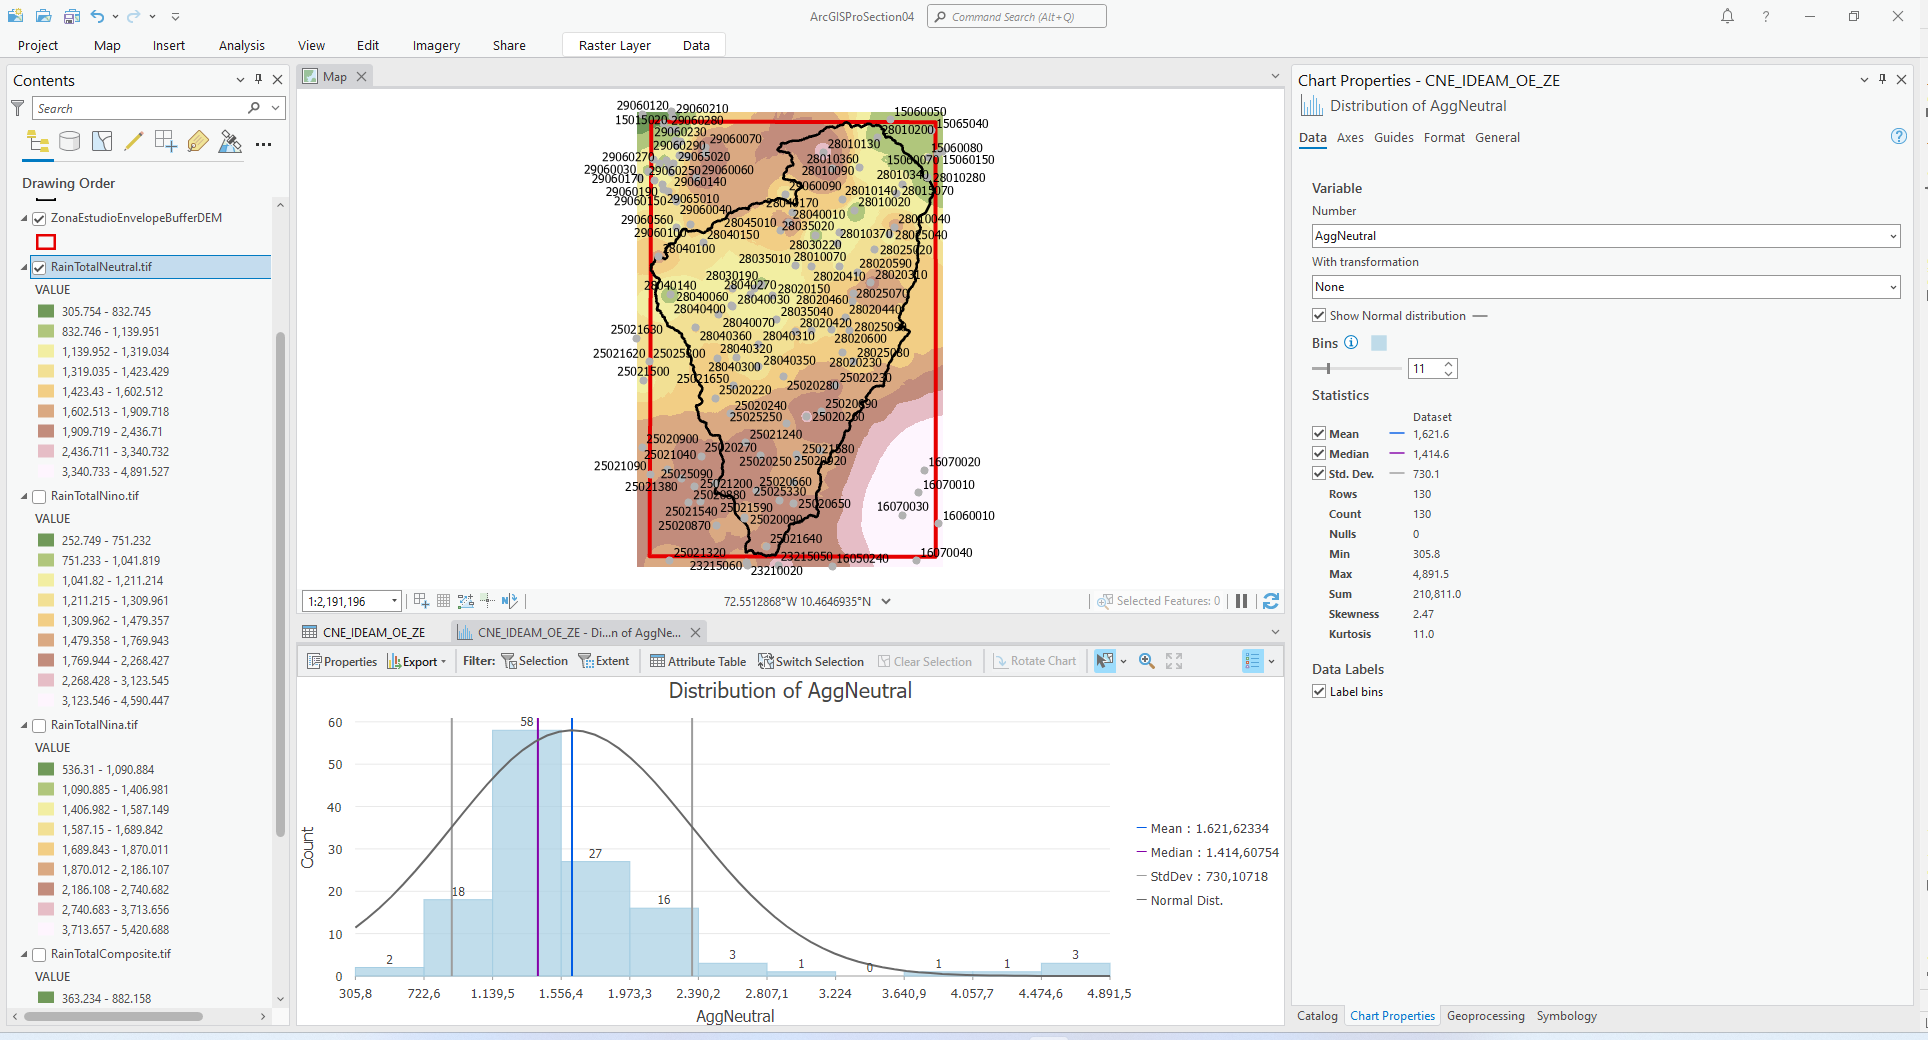 ArcGISProSection04
Command Search (Alt+Q)
?
Project Map Insert Analysis View Edit Imagery Share Raster Layer Data
Contents
Search
Drawing Order
ZonaEstudioEnvelopeBufferDEM
RainTotalNeutral.tif
VALUE
305.754 - 832.745
832.746 - 1,139.951
1,139.952 - 1,319.034
1,319.035 - 1,423.429
1,423.43 - 1,602.512
1,602.513 - 1,909.718
1,909.719 - 2,436.71
2,436.711 - 3,340.732
3,340.733 - 4,891.527
RainTotalNino.tif
VALUE
252.749 - 751.232
751.233 - 1,041.819
1,041.82 - 1,211.214
1,211.215 - 1,309.961
1,309.962 - 1,479.357
1,479.358 - 1,769.943
1,769.944 - 2,268.427
2,268.428 - 3,123.545
3,123.546 - 4,590.447
RainTotalNina.tif
VALUE
536.31 - 1,090.884
1,090.885 - 1,406.981
1,406.982 - 1,587.149
1,587.15 - 1,689.842
1,689.843 - 1,870.011
1,870.012 - 2,186.107
2,186.108 - 2,740.682
2,740.683 - 3,713.656
3,713.657 - 5,420.688
RainTotalComposite.tif
VALUE
363.234 - 882.158
Map
29060120 29060210 15060050
15015020 29060280 15065040
29060230 28010200
29060290 29060070 28010130 15060080
29060270 29065020 28010360 15060070 15060150
29060030 29060250 29060060 28010090
29060170 29060140 28010340 28010280
29060190 29060090 28010140 28015070
29060150 29065010 28040170 28010020
29060040 28040010
29060560 28045010 28035020 28010040
29060100 28040150 28010370 28025040
28040100 28030220 28025020
28035010 28010070 28020590
28030190 28020410 28020310
28040140 28040270 28020150
28040060 28040030 28020460 28025070
28040400 28035040 28020440
25021630 28040070 28020420 28025090
28040360 28040310 28020600
25021620 28040320 28025080
28040350 28020230
25021500 28040300
25021650 25020280 25020230
25020220
25020240
25025250 25020260
25020900 25021240
25020270 25021580
25021040
25021090 25020250 25020920
25025090
25021380 25021200 25020660
25020880 25025330
25021540 25021590 25020650
25020870 25020090
25021640
25021320 23215050 16050240
23215060 23210020
16070020
16070010
16070030
16060010
16070040
1:2,191,196
72.5512868°W 10.4646935°N
Selected Features: 0
CNE_IDEAM_OE_ZE
CNE_IDEAM_OE_ZE - Di...n of AggNe...
Properties Export Filter: Selection Extent Attribute Table Switch Selection Clear Selection Rotate Chart
Distribution of AggNeutral
Count
60
50
40
30
20
10
0
2 18 58 27 16 3 1 0 1 1 3
305,8 722,6 1.139,5 1.556,4 1.973,3 2.390,2 2.807,1 3.224 3.640,9 4.057,7 4.474,6 4.891,5
AggNeutral
Mean : 1.621,62334
Median : 1.414,60754
StdDev : 730,10718
Normal Dist.
Chart Properties - CNE_IDEAM_OE_ZE
Distribution of AggNeutral
Data Axes Guides Format General
?
Variable
Number
AggNeutral
With transformation
None
Show Normal distribution
Bins
11
Statistics
Dataset
Mean 1,621.6
Median 1,414.6
Std. Dev. 730.1
Rows 130
Count 130
Nulls 0
Min 305.8
Max 4,891.5
Sum 210,811.0
Skewness 2.47
Kurtosis 11.0
Data Labels
Label bins
Catalog Chart Properties Geoprocessing Symbology